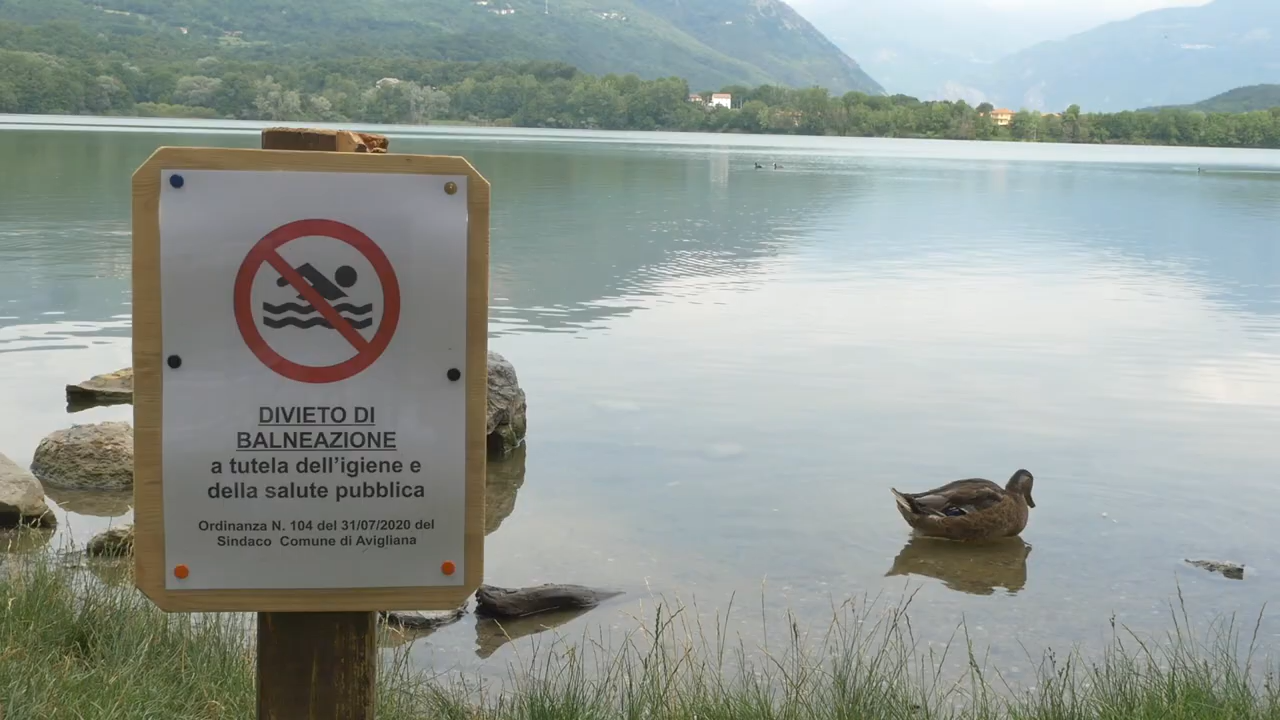 DIVIETO DI
BALNEAZIONE
a tutela dell'igiene e
della salute pubblica
Ordinanza N. 104 del 31/07/2020 del
Sindaco Comune di Avigliana